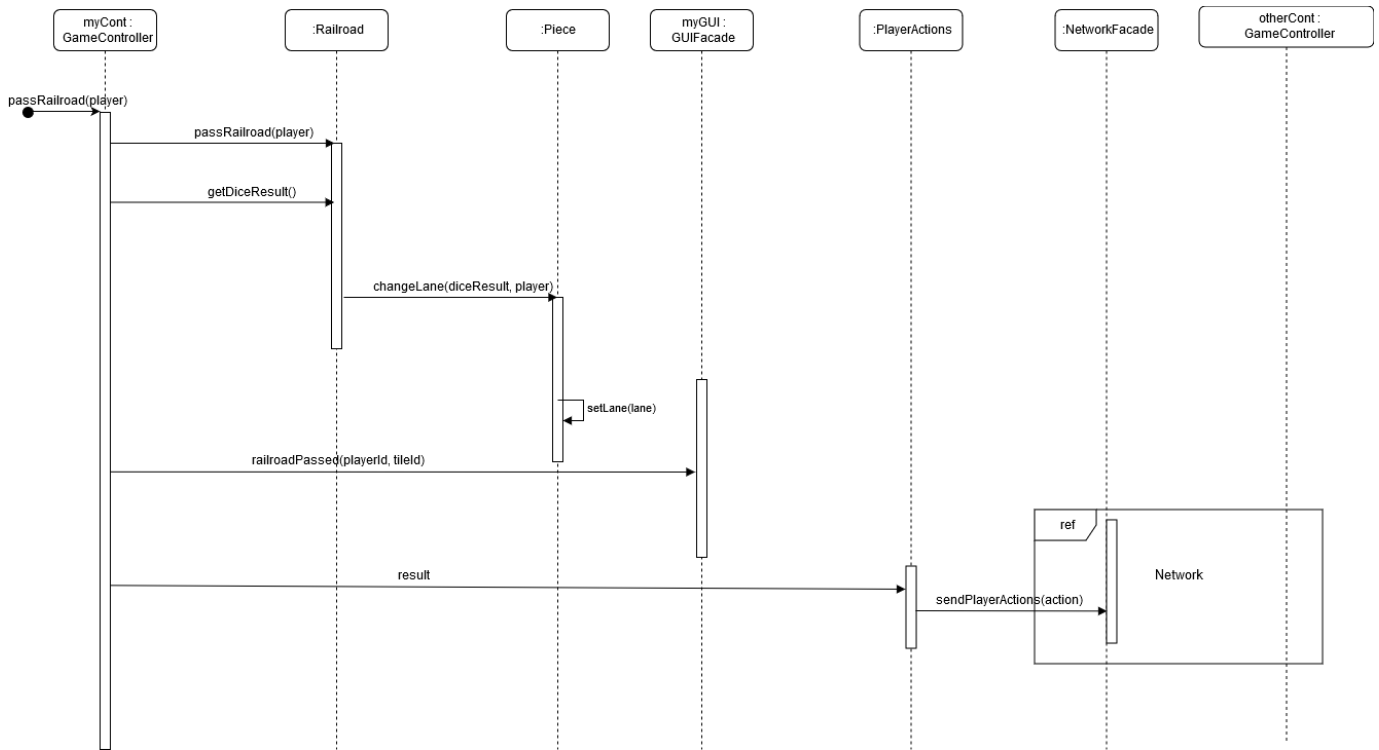 myCont :
GameController
:Railroad
:Piece
myGUI :
GUIFacade
:PlayerActions
:NetworkFacade
otherCont :
GameController
passRailroad(player)
passRailroad(player)
getDiceResult()
changeLane(diceResult, player)
setLane(lane)
railroadPassed(playerId, tileId)
ref
Network
result
sendPlayerActions(action)